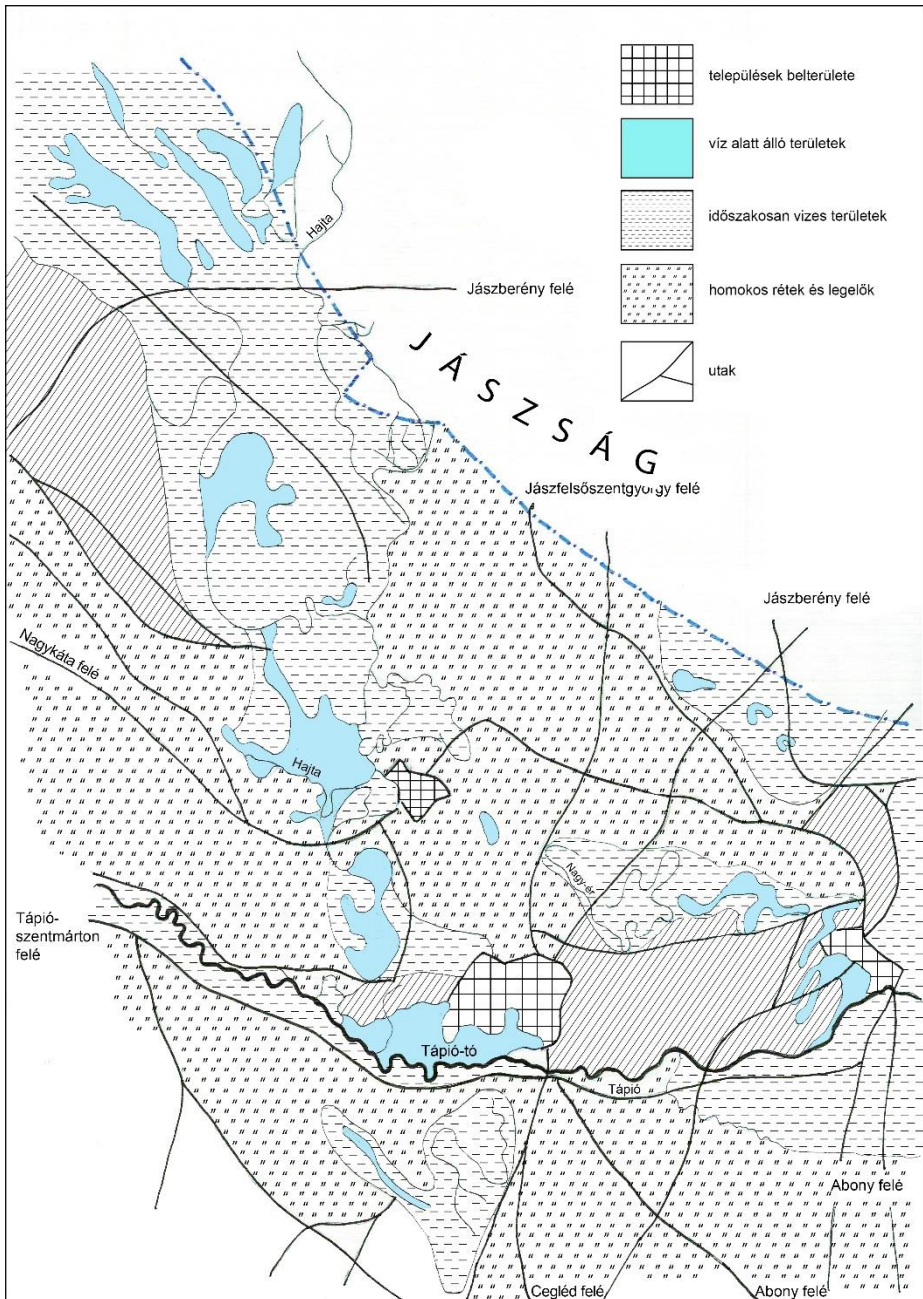 települések belterülete
víz alatt álló területek
időszakosan vizes területek
homokos rétek és legelők
utak
Hajta
Jászberény felé
JÁSZSÁG
Jászfelsőszentgyörgy felé
Jászberény felé
Nagykáta felé
Hajta
Nagy-ér
Tápió-
szentmárton
felé
Tápió-tó
Tápió
Abony felé
Cegléd felé
Abony felé